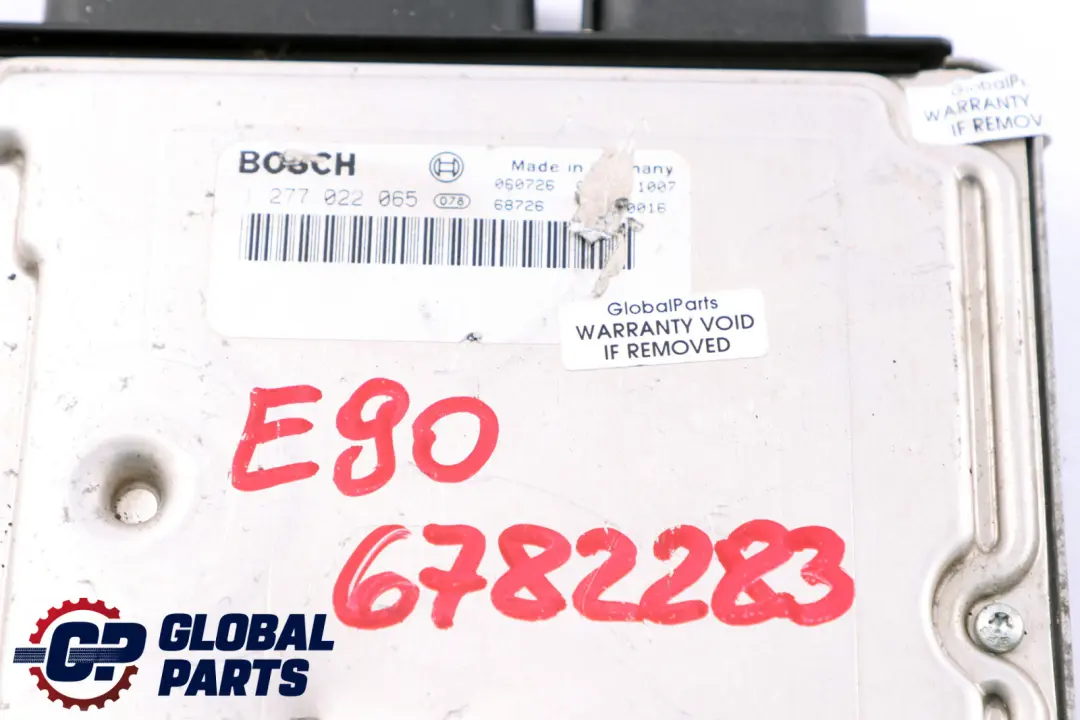 BOSCH
Made in
277 022 065 078
060726 1007
68726 0016
GlobalParts
WARRANTY VOID
IF REMOVED
WARRANTY
IF REMOV
E90
6782283
GP GLOBAL
PARTS